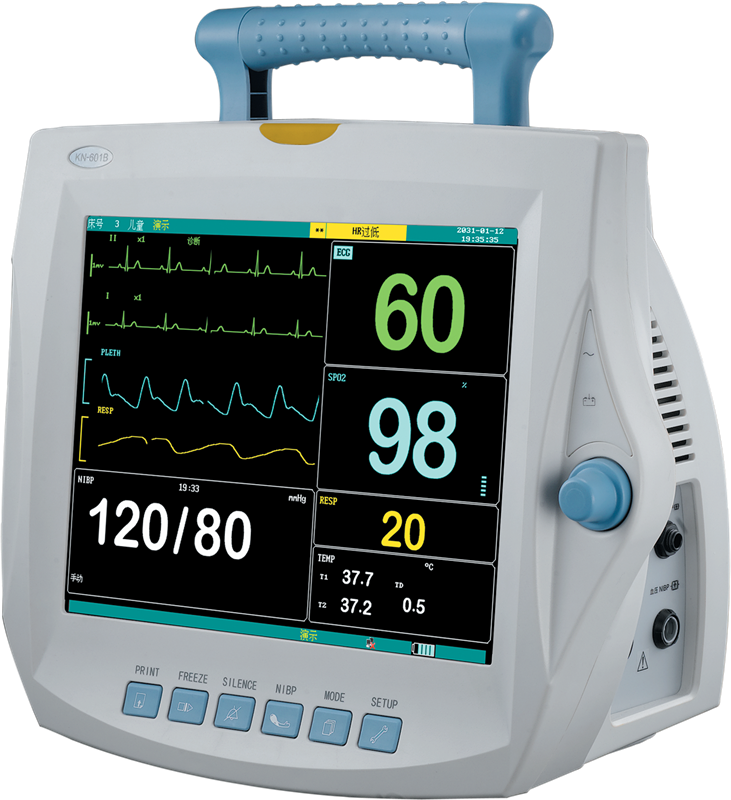 KN-601B
床号 3 儿童 演示 ** HR过低 2031-01-12
19:35:35
II x1 诊断
1mv
I x1
1mv
PLETH
RESP
ECG
60
SPO2 %
98
NIBP 19:33 mmHg
120/80
手动
RESP
20
TEMP ºC
T1 37.7 TD
T2 37.2 0.5
演示
PRINT FREEZE SILENCE NIBP MODE SETUP
血压 NIBP